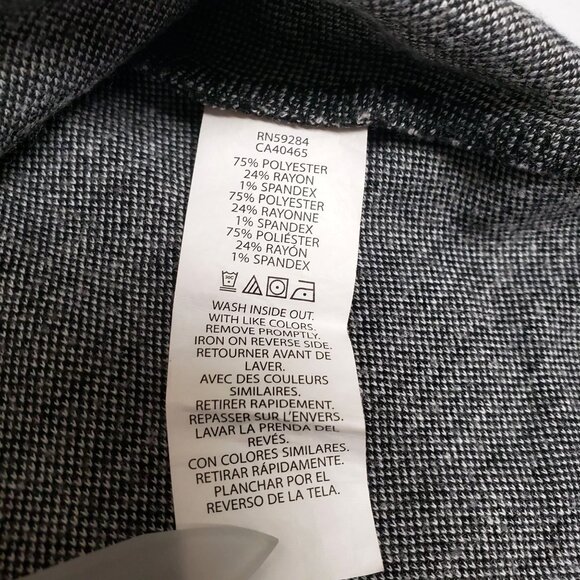 RN59284
CA40465
75% POLYESTER
24% RAYON
1% SPANDEX
75% POLYESTER
24% RAYONNE
1% SPANDEX
75% POLIÉSTER
24% RAYÓN
1% SPANDEX
WASH INSIDE OUT.
WITH LIKE COLORS.
REMOVE PROMPTLY.
IRON ON REVERSE SIDE.
RETOURNER AVANT DE
LAVER.
AVEC DES COULEURS
SIMILAIRES.
RETIRER RAPIDEMENT.
REPASSER SUR L'ENVERS.
LAVAR LA PRENDA DEL
REVÉS.
CON COLORES SIMILARES.
RETIRAR RÁPIDAMENTE.
PLANCHAR POR EL
REVERSO DE LA TELA.